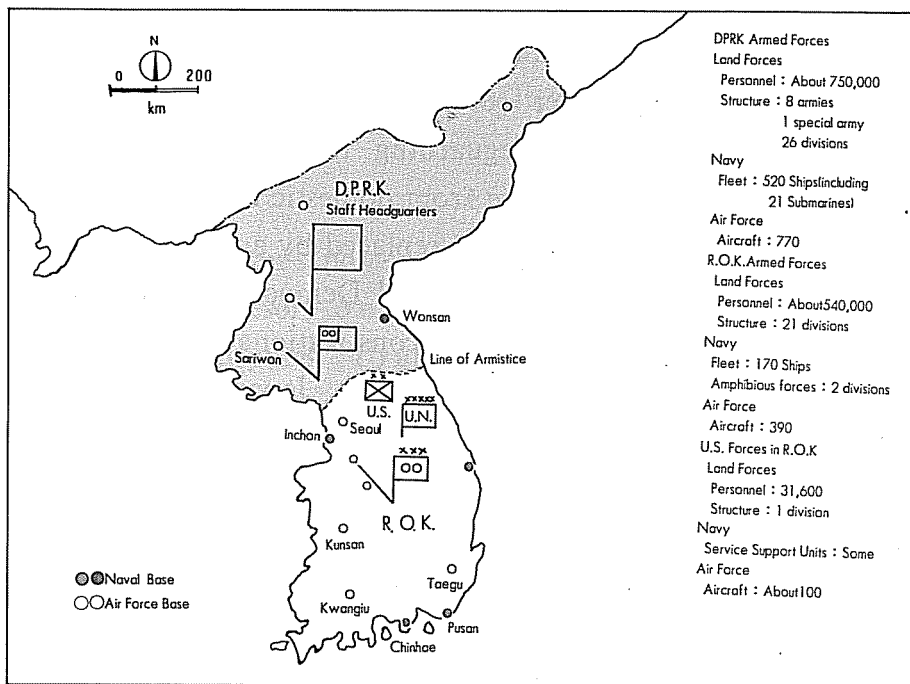 N
0 200
km
D.P.R.K.
Staff Headquarters
Wonsan
Sariwon
Line of Armistice
x x
U.S.
x x x x x
U.N.
Seoul
Inchon
x x x
R. O. K.
Kunsan
Taegu
Kwangiu
Pusan
Chinhae
Naval Base
Air Force Base
DPRK Armed Forces
Land Forces
Personnel : About 750,000
Structure : 8 armies
1 special army
26 divisions
Navy
Fleet : 520 Ships(including
21 Submarines)
Air Force
Aircraft : 770
R.O.K.Armed Forces
Land Forces
Personnel : About540,000
Structure : 21 divisions
Navy
Fleet : 170 Ships
Amphibious forces : 2 divisions
Air Force
Aircraft : 390
U.S. Forces in R.O.K
Land Forces
Personnel : 31,600
Structure : 1 division
Navy
Service Support Units : Some
Air Force
Aircraft : About100